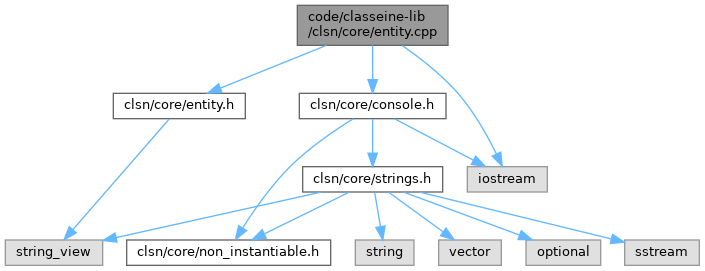 code/classeine-lib
/clsn/core/entity.cpp
clsn/core/entity.h
clsn/core/console.h
clsn/core/strings.h
iostream
string_view
clsn/core/non_instantiable.h
string
vector
optional
sstream